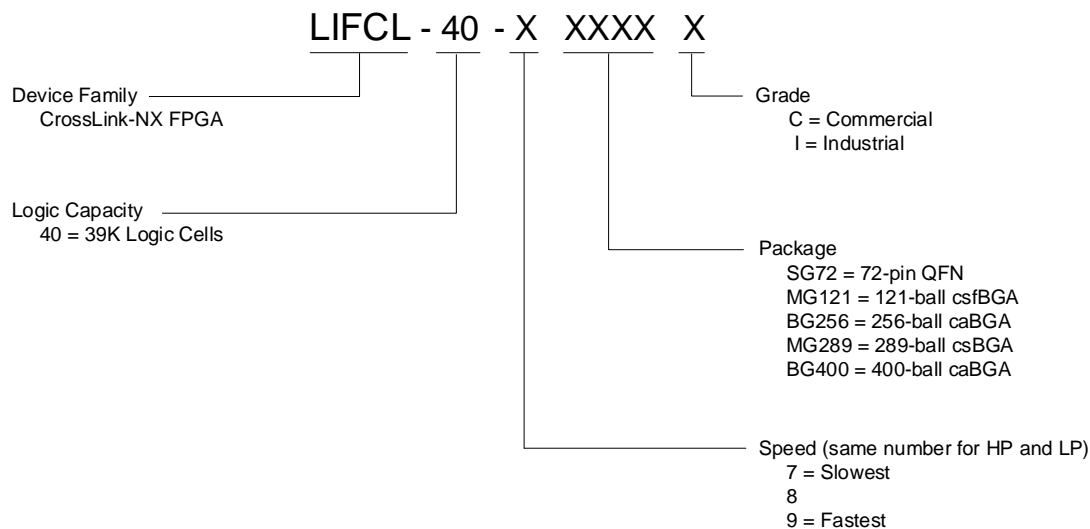 LIFCL - 40 - X XXXX X
Device Family
CrossLink-NX FPGA
Logic Capacity
40 = 39K Logic Cells
Grade
C = Commercial
I = Industrial
Package
SG72 = 72-pin QFN
MG121 = 121-ball csfBGA
BG256 = 256-ball caBGA
MG289 = 289-ball csBGA
BG400 = 400-ball caBGA
Speed (same number for HP and LP)
7 = Slowest
8
9 = Fastest